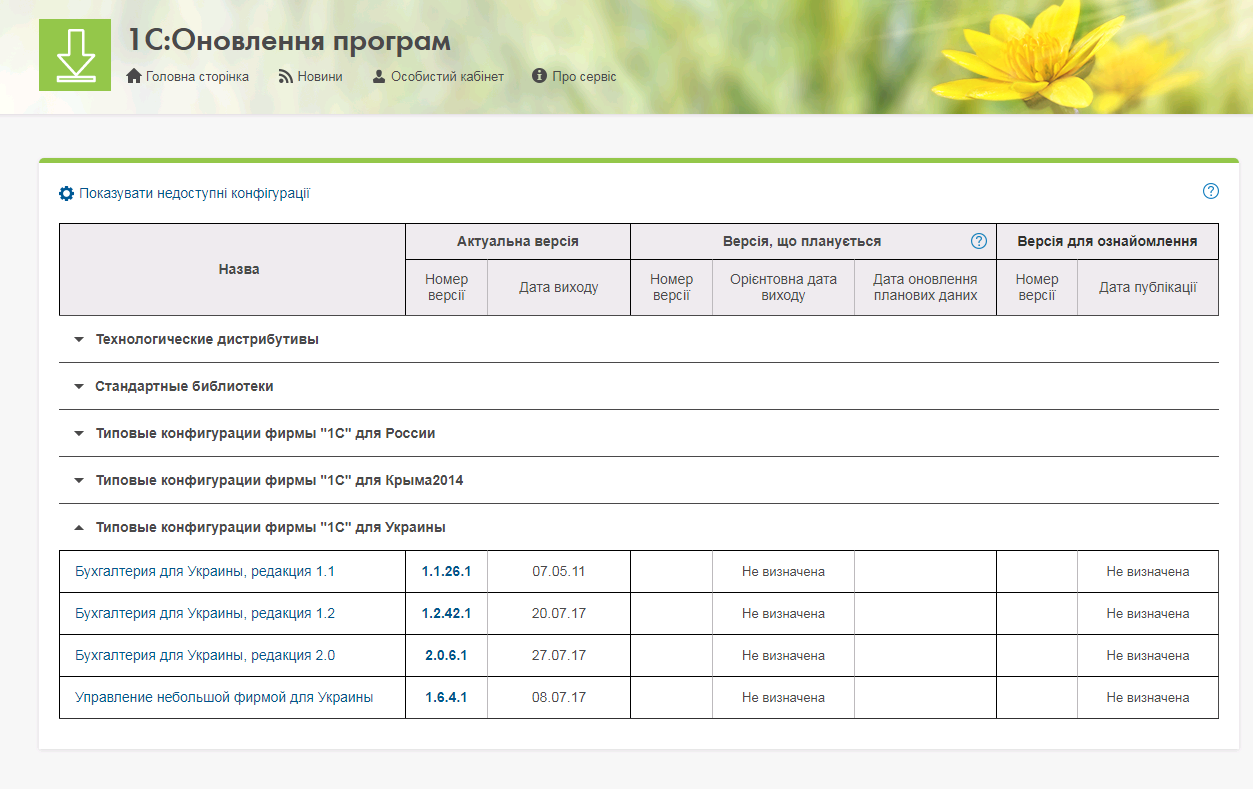 1С:Оновлення програм
Головна сторінка Новини Особистий кабінет Про сервіс
Показувати недоступні конфігурації
Назва
Актуальна версія
Версія, що планується
Версія для ознайомлення
Номер версії
Дата виходу
Номер версії
Орієнтовна дата виходу
Дата оновлення планових даних
Номер версії
Дата публікації
Технологические дистрибутивы
Стандартные библиотеки
Типовые конфигурации фирмы "1С" для России
Типовые конфигурации фирмы "1С" для Крыма2014
Типовые конфигурации фирмы "1С" для Украины
Бухгалтерия для Украины, редакция 1.1 1.1.26.1 07.05.11 Не визначена Не визначена
Бухгалтерия для Украины, редакция 1.2 1.2.42.1 20.07.17 Не визначена Не визначена
Бухгалтерия для Украины, редакция 2.0 2.0.6.1 27.07.17 Не визначена Не визначена
Управление небольшой фирмой для Украины 1.6.4.1 08.07.17 Не визначена Не визначена